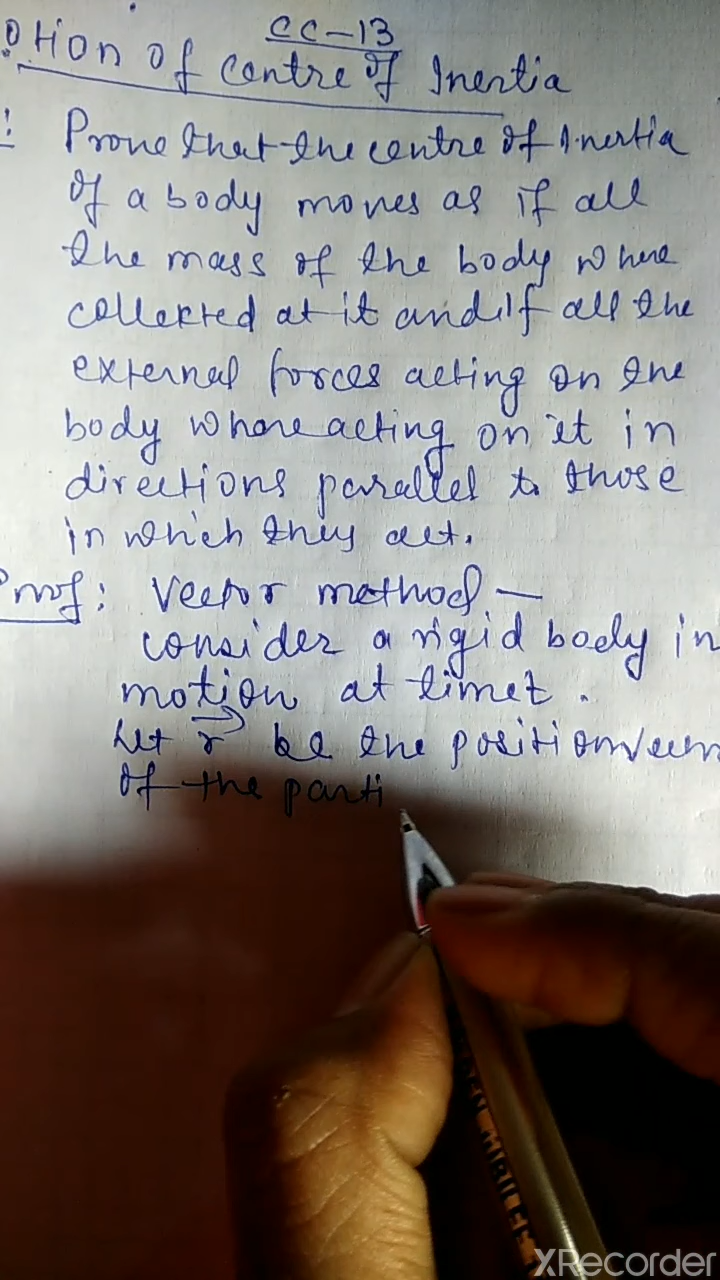 CC-13
otion of Centre of Inertia
: Prove that the centre of Inertia
of a body moves as if all
the mass of the body where
collected at it and if all the
external forces acting on the
body where acting on it in
directions parallel to those
in which they act.
Proof: Vector method —
consider a rigid body in
motion at time t.
Let r⃗ be the position
of the parti
XRecorder